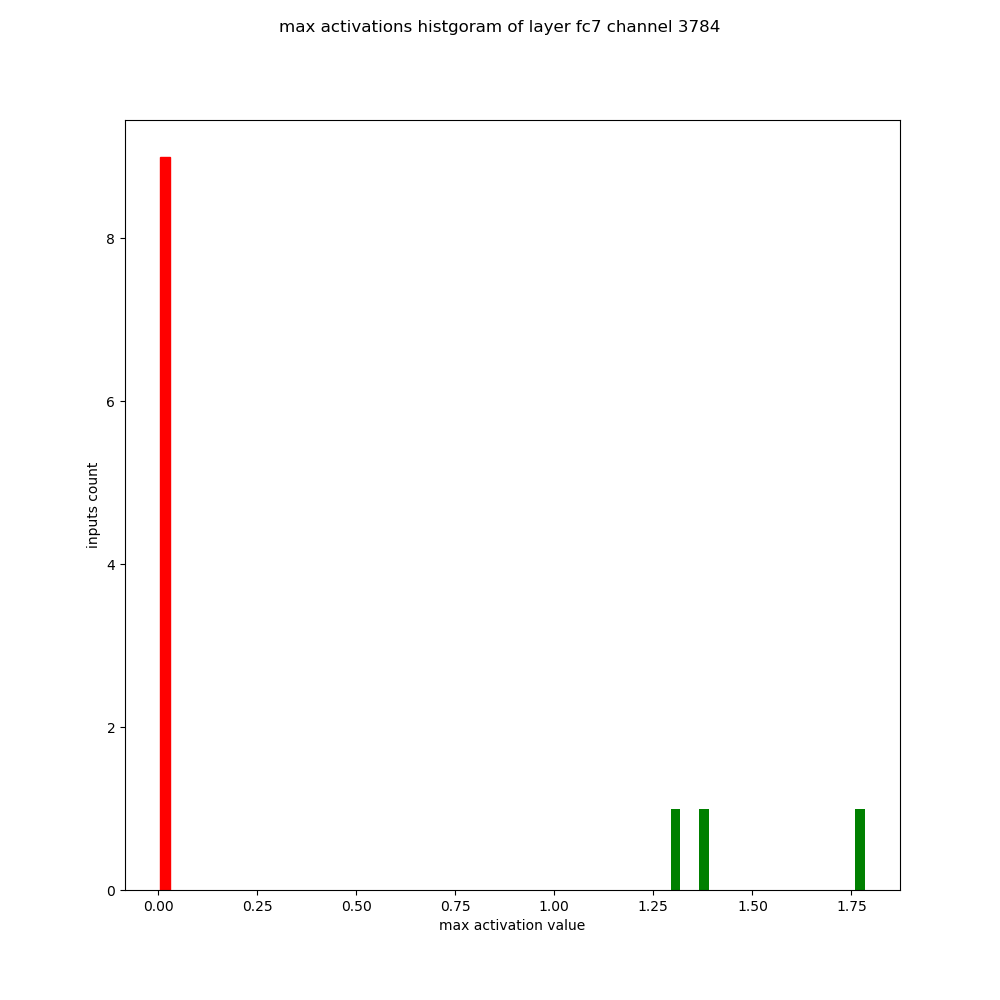 max activations histgoram of layer fc7 channel 3784
8
6
4
2
0
inputs count
0.00 0.25 0.50 0.75 1.00 1.25 1.50 1.75
max activation value